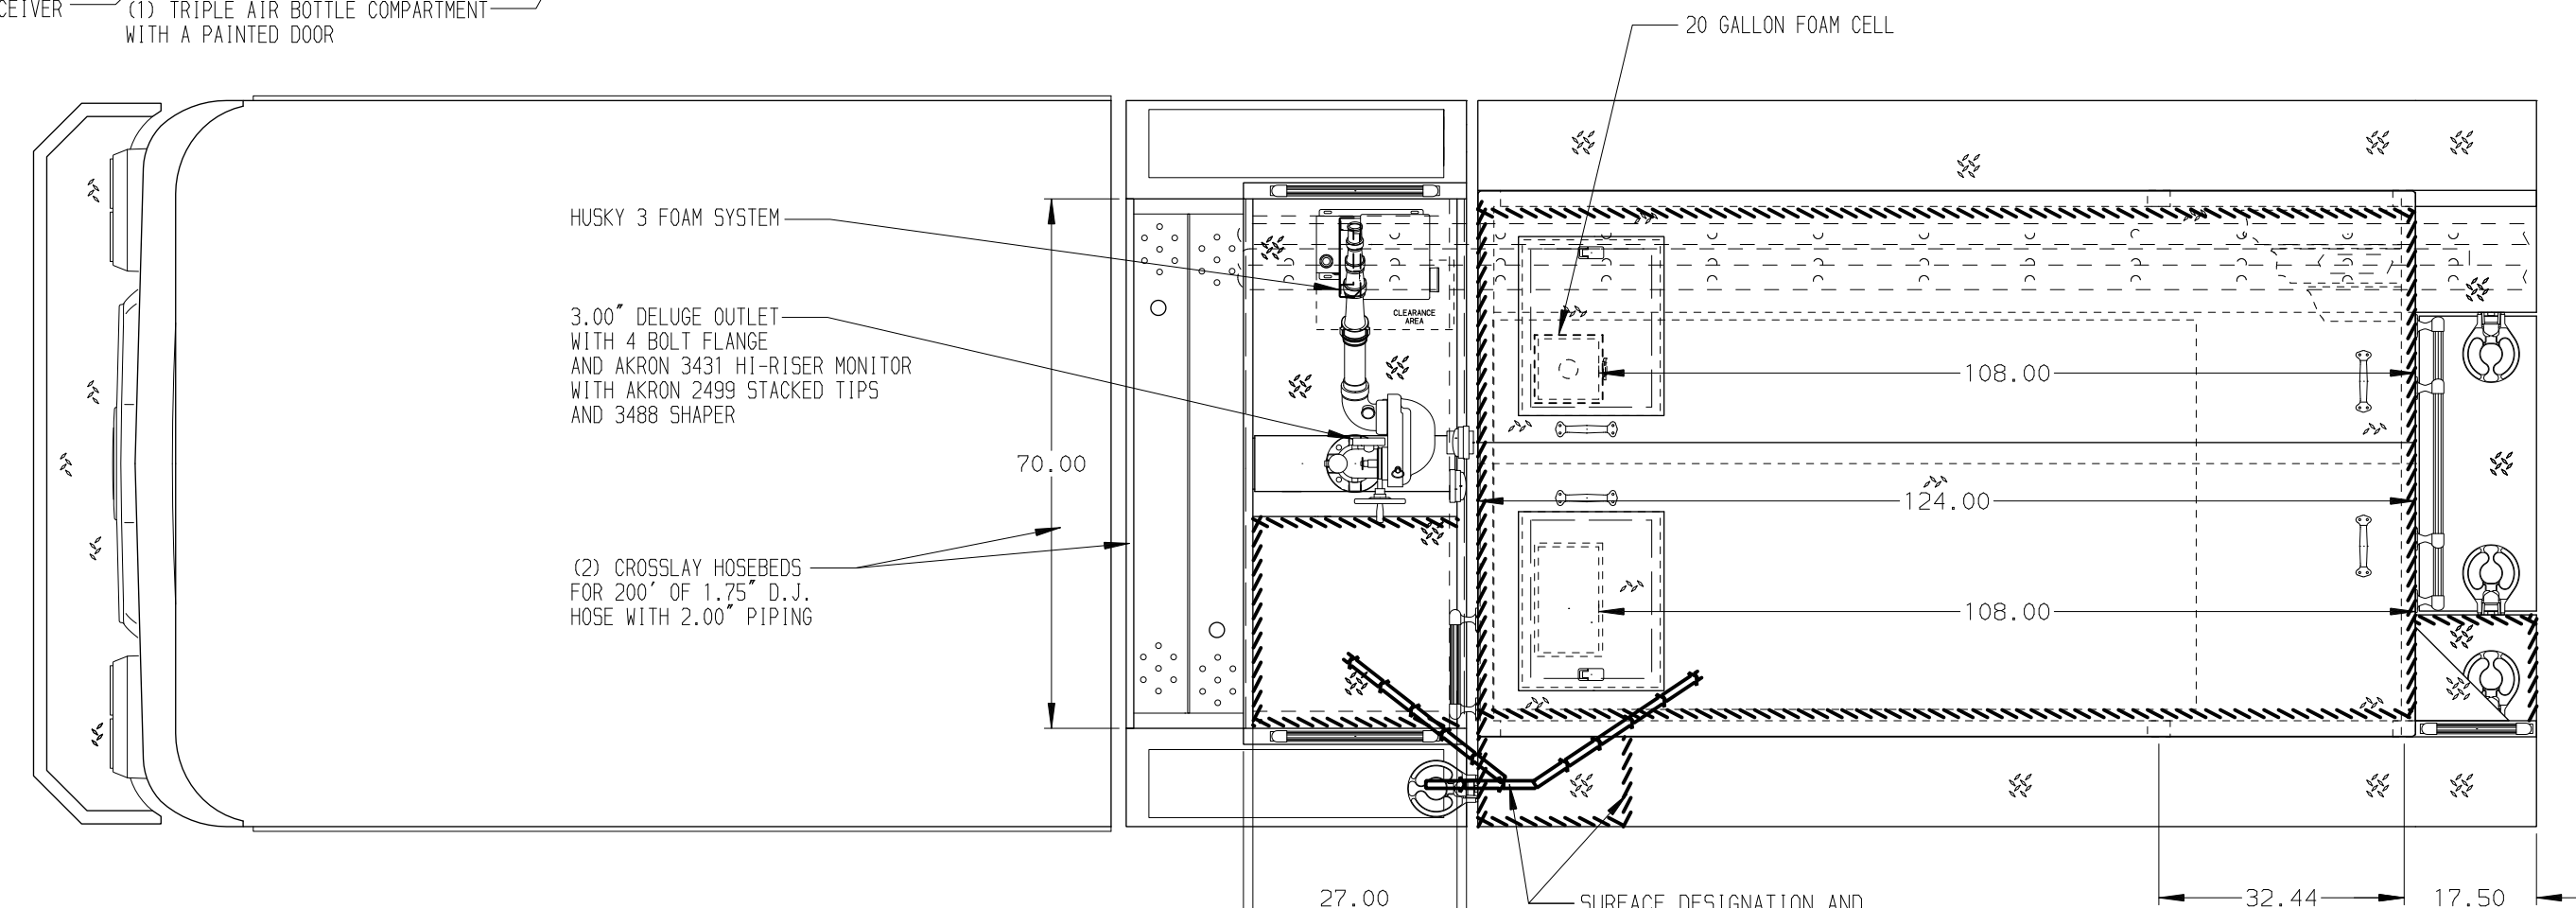 CEIVER
(1) TRIPLE AIR BOTTLE COMPARTMENT
WITH A PAINTED DOOR
20 GALLON FOAM CELL
HUSKY 3 FOAM SYSTEM
3.00" DELUGE OUTLET
WITH 4 BOLT FLANGE
AND AKRON 3431 HI-RISER MONITOR
WITH AKRON 2499 STACKED TIPS
AND 3488 SHAPER
CLEARANCE
AREA
108.00
70.00
124.00
(2) CROSSLAY HOSEBEDS
FOR 200' OF 1.75" D.J.
HOSE WITH 2.00" PIPING
108.00
27.00
SURFACE DESIGNATION AND
32.44
17.50